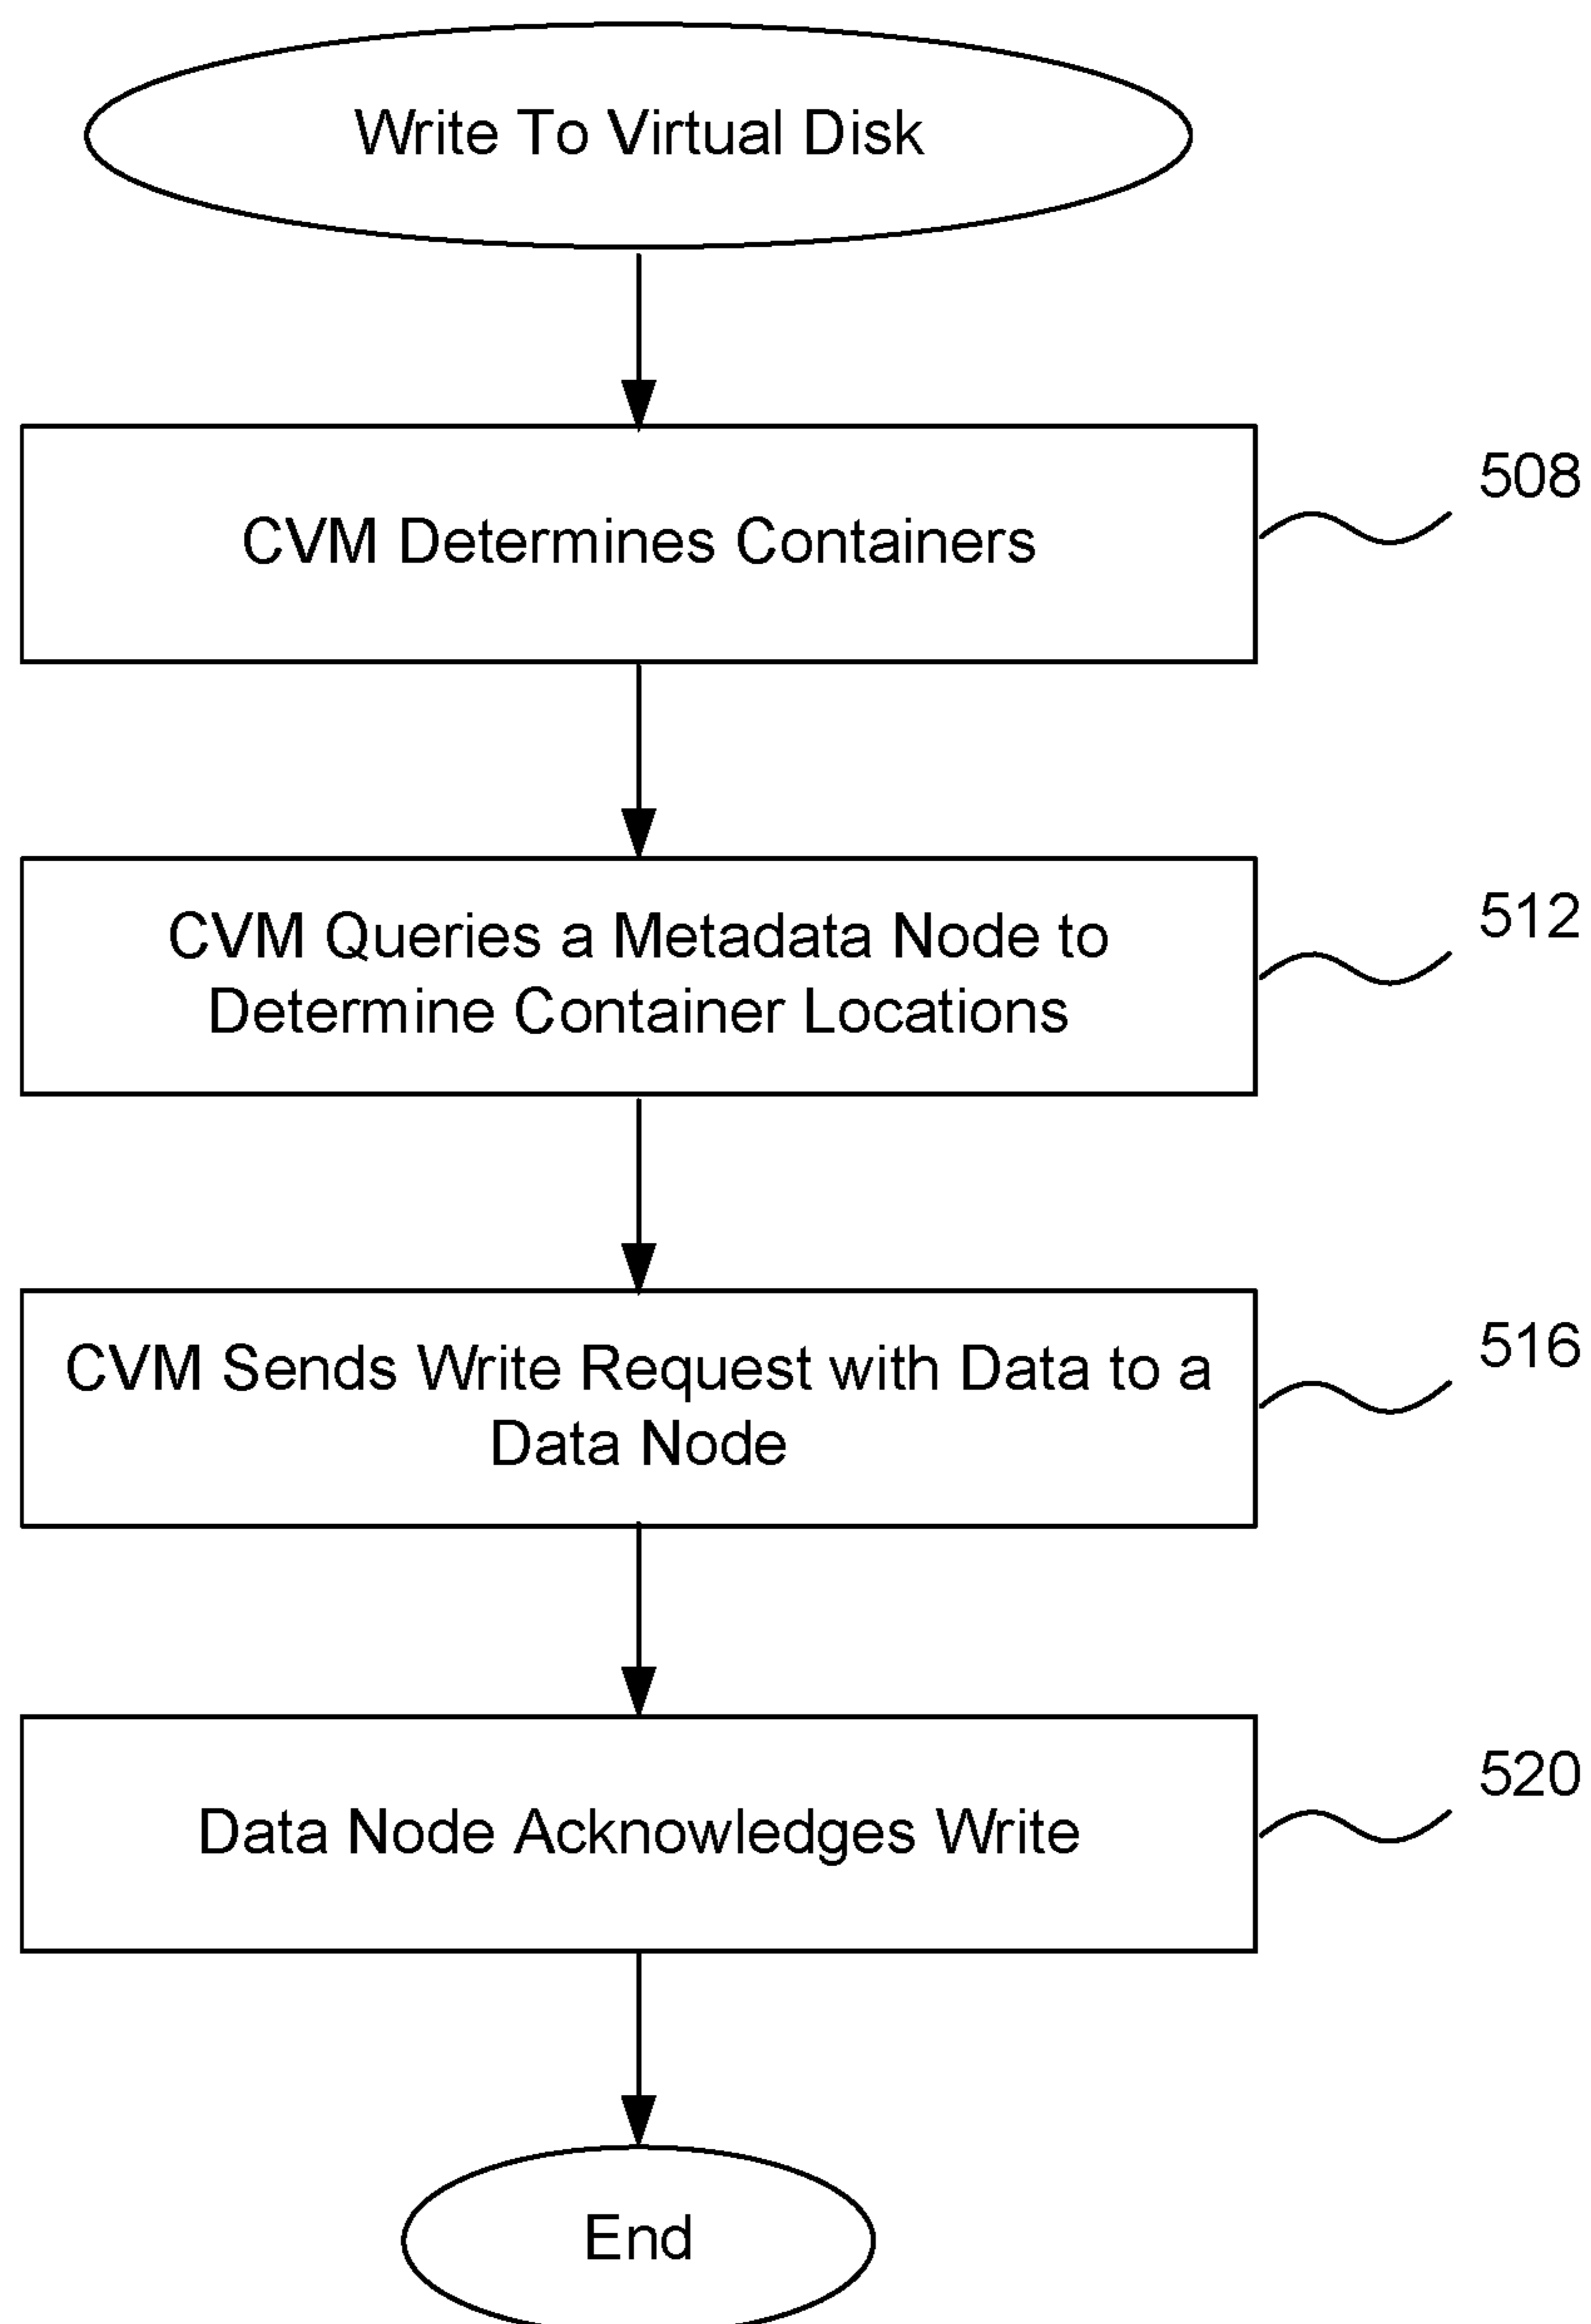 Write To Virtual Disk
CVM Determines Containers
508
CVM Queries a Metadata Node to
Determine Container Locations
512
CVM Sends Write Request with Data to a
Data Node
516
Data Node Acknowledges Write
520
End